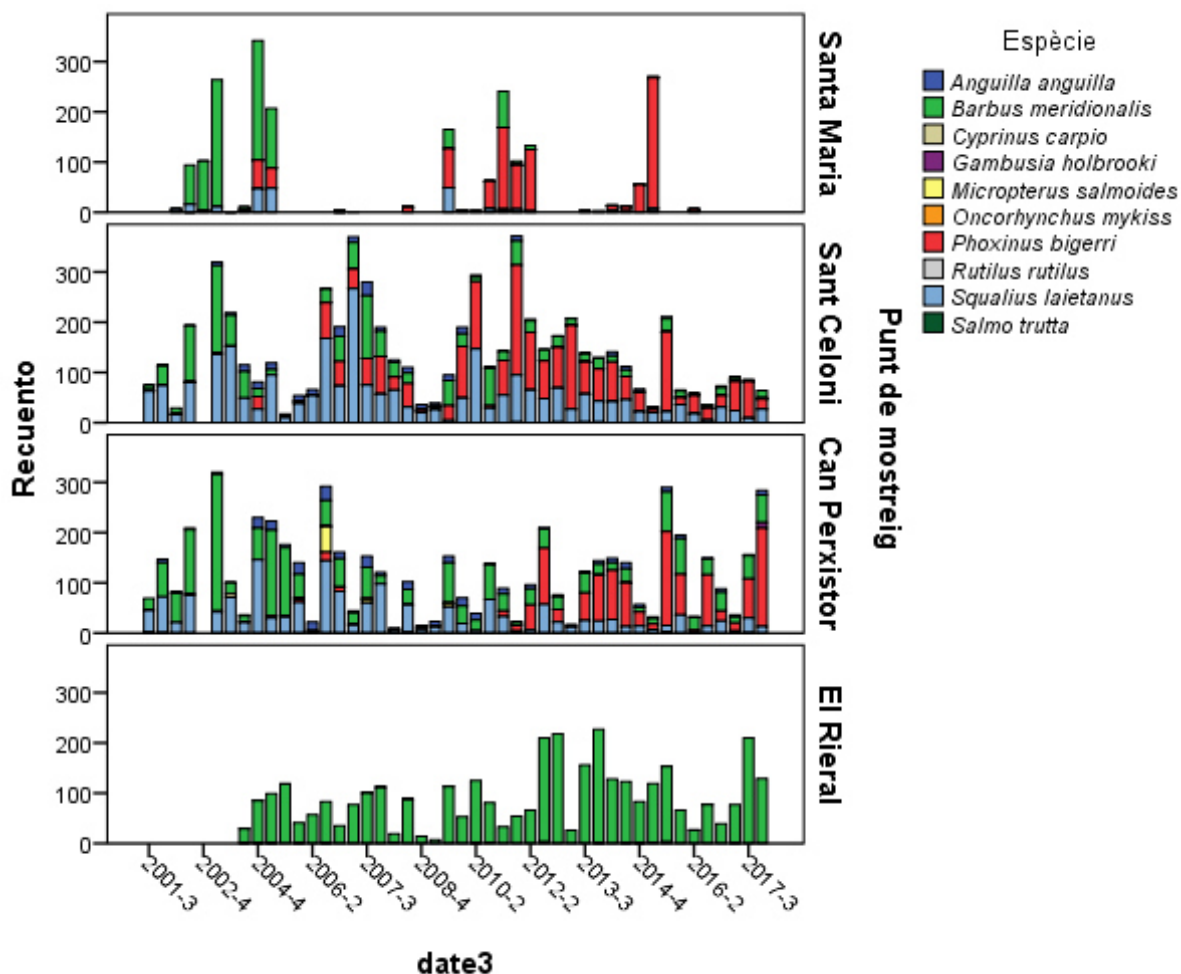 Recuento
300
200
100
0
Santa Maria
300
200
100
0
Sant Celoni
300
200
100
0
Can Perxistor
300
200
100
0
El Rieral
Punt de mostreig
2001-3
2002-4
2004-4
2006-2
2007-3
2008-4
2010-2
2012-2
2013-3
2014-4
2016-2
2017-3
date3
Espècie
Anguilla anguilla
Barbus meridionalis
Cyprinus carpio
Gambusia holbrooki
Micropterus salmoides
Oncorhynchus mykiss
Phoxinus bigerri
Rutilus rutilus
Squalius laietanus
Salmo trutta